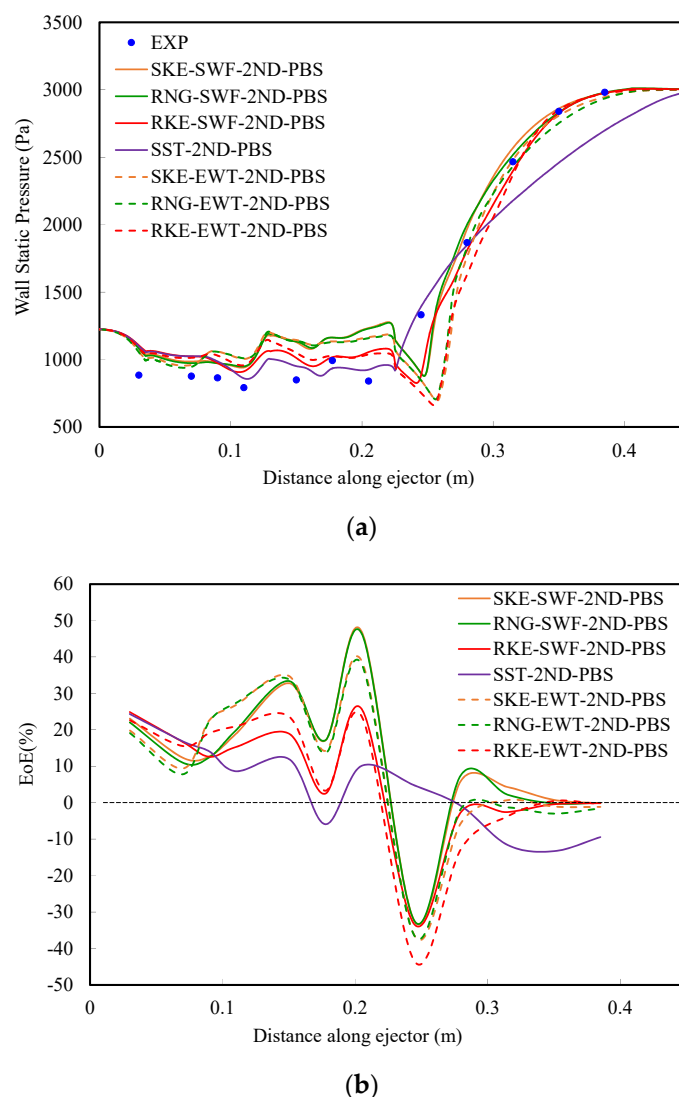 3500
3000
2500
2000
1500
1000
500
Wall Static Pressure (Pa)
EXP
SKE-SWF-2ND-PBS
RNG-SWF-2ND-PBS
RKE-SWF-2ND-PBS
SST-2ND-PBS
SKE-EWT-2ND-PBS
RNG-EWT-2ND-PBS
RKE-EWT-2ND-PBS
0 0.1 0.2 0.3 0.4
Distance along ejector (m)
(a)
60
50
40
30
20
10
0
-10
-20
-30
-40
-50
EoE(%)
SKE-SWF-2ND-PBS
RNG-SWF-2ND-PBS
RKE-SWF-2ND-PBS
SST-2ND-PBS
SKE-EWT-2ND-PBS
RNG-EWT-2ND-PBS
RKE-EWT-2ND-PBS
0 0.1 0.2 0.3 0.4
Distance along ejector (m)
(b)